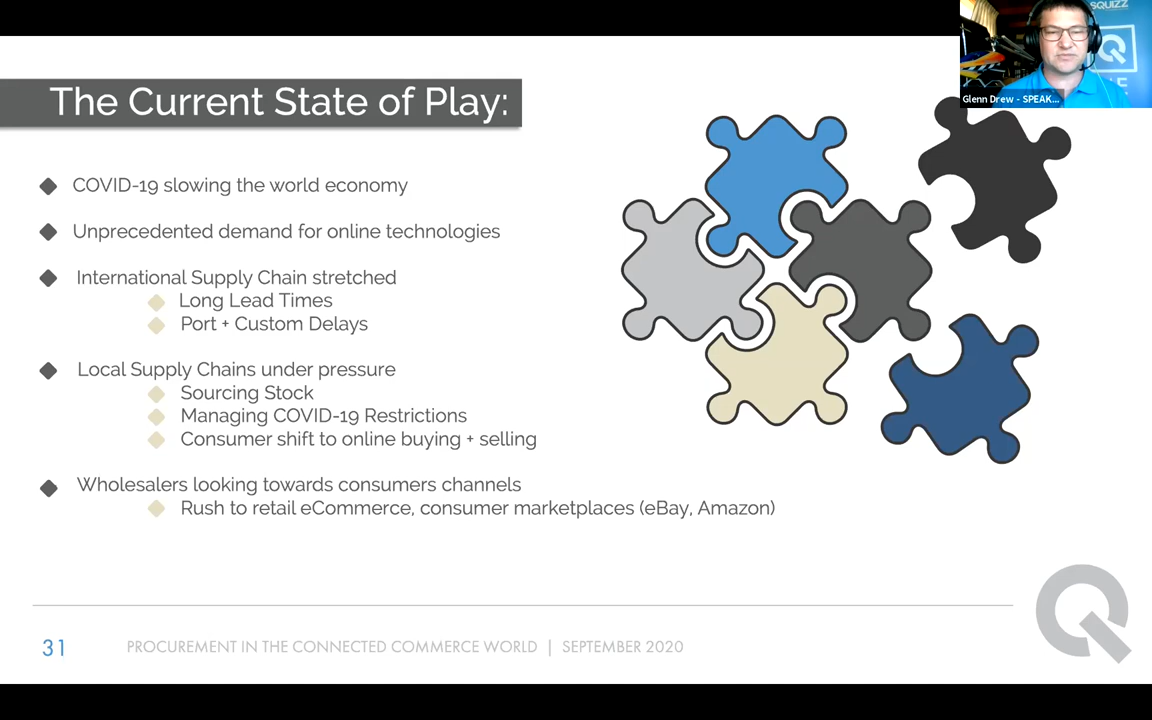 SQUIZZ
Glenn Drew - SPEAK...
The Current State of Play:
COVID-19 slowing the world economy
Unprecedented demand for online technologies
International Supply Chain stretched
Long Lead Times
Port + Custom Delays
Local Supply Chains under pressure
Sourcing Stock
Managing COVID-19 Restrictions
Consumer shift to online buying + selling
Wholesalers looking towards consumers channels
Rush to retail eCommerce, consumer marketplaces (eBay, Amazon)
31
PROCUREMENT IN THE CONNECTED COMMERCE WORLD | SEPTEMBER 2020